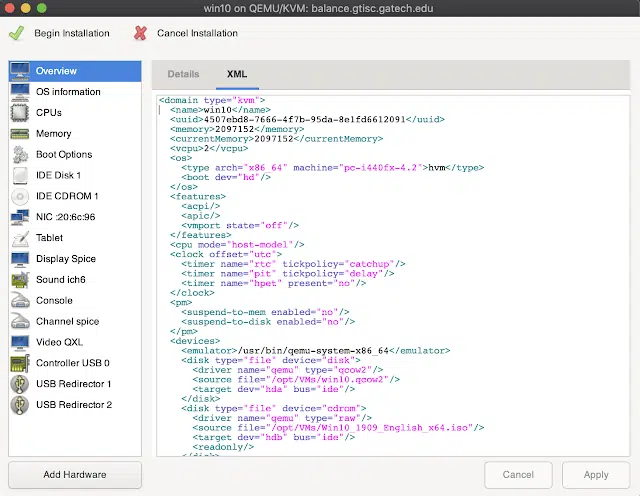 win10 on QEMU/KVM: balance.gtisc.gatech.edu
Begin Installation
Cancel Installation
Overview
OS information
CPUs
Memory
Boot Options
IDE Disk 1
IDE CDROM 1
NIC :20:6c:96
Tablet
Display Spice
Sound ich6
Console
Channel spice
Video QXL
Controller USB 0
USB Redirector 1
USB Redirector 2
Add Hardware
Details
XML
<domain type="kvm">
<name>win10</name>
<uuid>4507ebd8-7666-4f7b-95da-8e1fd6612091</uuid>
<memory>2097152</memory>
<currentMemory>2097152</currentMemory>
<vcpu>2</vcpu>
<os>
<type arch="x86_64" machine="pc-i440fx-4.2">hvm</type>
<boot dev="hd"/>
</os>
<features>
<acpi/>
<apic/>
<vmport state="off"/>
</features>
<cpu mode="host-model"/>
<clock offset="utc">
<timer name="rtc" tickpolicy="catchup"/>
<timer name="pit" tickpolicy="delay"/>
<timer name="hpet" present="no"/>
</clock>
<pm>
<suspend-to-mem enabled="no"/>
<suspend-to-disk enabled="no"/>
</pm>
<devices>
<emulator>/usr/bin/qemu-system-x86_64</emulator>
<disk type="file" device="disk">
<driver name="qemu" type="qcow2"/>
<source file="/opt/VMs/win10.qcow2"/>
<target dev="hda" bus="ide"/>
</disk>
<disk type="file" device="cdrom">
<driver name="qemu" type="raw"/>
<source file="/opt/VMs/Win10_1909_English_x64.iso"/>
<target dev="hdb" bus="ide"/>
<readonly/>
</disk>
Cancel
Apply